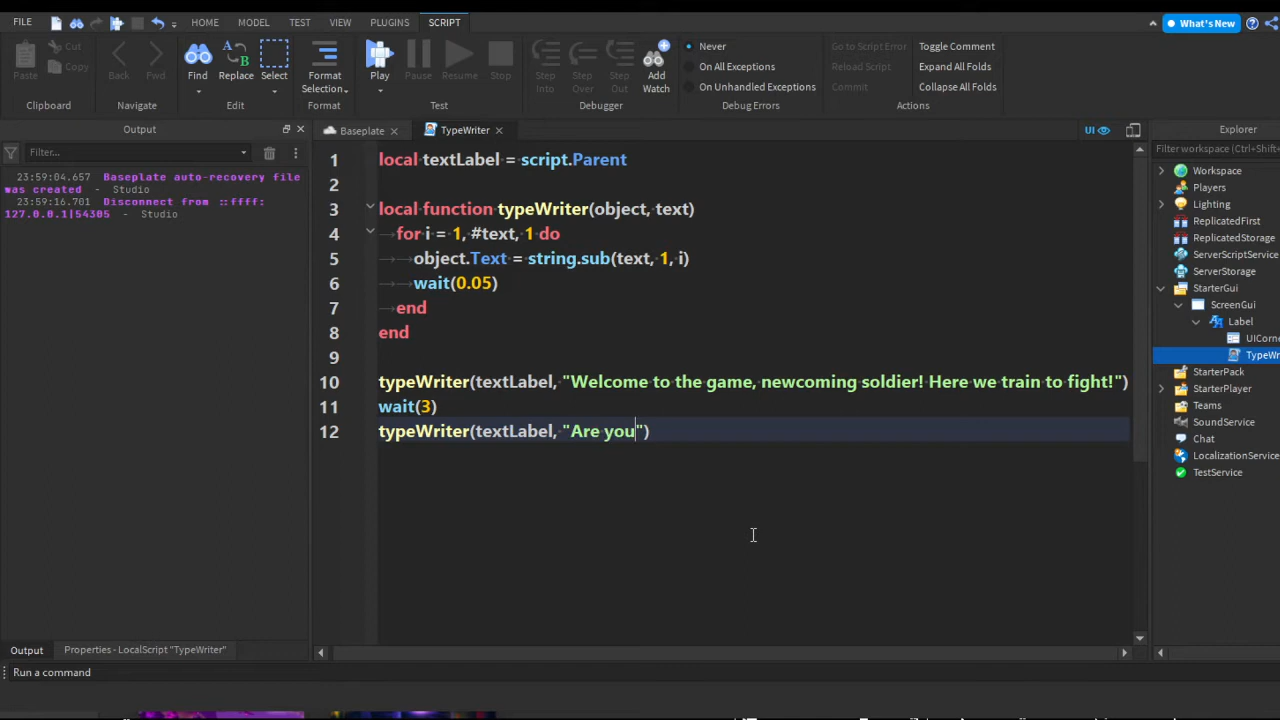 FILE HOME MODEL TEST VIEW PLUGINS SCRIPT What's New
Cut
Copy
Paste
Clipboard
Back Fwd
Navigate
Find Replace Select
Edit
Format
Selection
Format
Play Pause Resume Stop
Test
Step
Into
Step
Over
Step
Out
Add
Watch
Debugger
Never
On All Exceptions
On Unhandled Exceptions
Debug Errors
Go to Script Error
Reload Script
Commit
Toggle Comment
Expand All Folds
Collapse All Folds
Actions
Output
Filter...
23:59:04.657 Baseplate auto-recovery file
was created - Studio
23:59:16.701 Disconnect from ::ffff:
127.0.0.1|54305 - Studio
Baseplate
TypeWriter
UI
1 local textLabel = script.Parent
2
3 local function typeWriter(object, text)
4 for i = 1, #text, 1 do
5 object.Text = string.sub(text, 1, i)
6 wait(0.05)
7 end
8 end
9
10 typeWriter(textLabel, "Welcome to the game, newcoming soldier! Here we train to fight!")
11 wait(3)
12 typeWriter(textLabel, "Are you")
Explorer
Filter workspace (Ctrl+Shift+
Workspace
Players
Lighting
ReplicatedFirst
ReplicatedStorage
ServerScriptService
ServerStorage
StarterGui
ScreenGui
Label
UICorne
TypeWr
StarterPack
StarterPlayer
Teams
SoundService
Chat
LocalizationService
TestService
Output Properties - LocalScript "TypeWriter"
Run a command